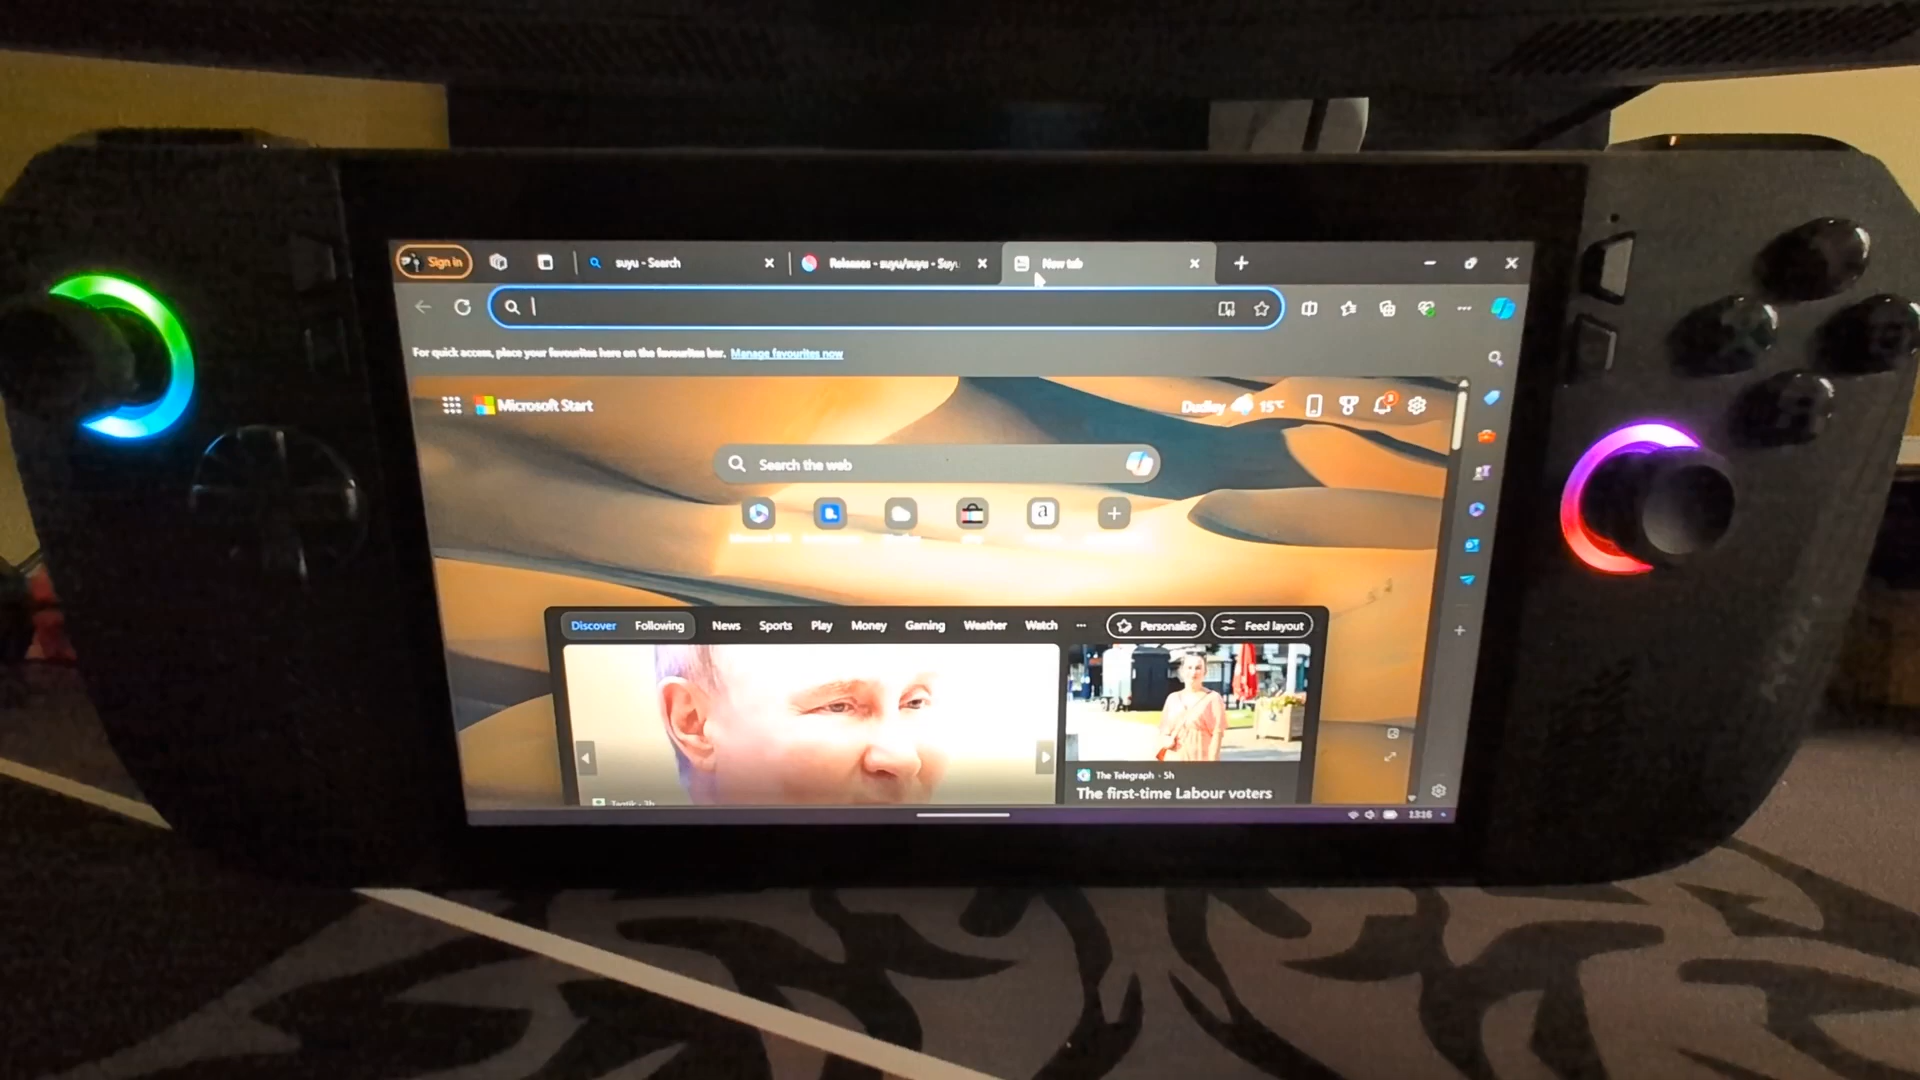 Sign in
suyu - Search
Releases - suyu/suyu - Suyu
New tab
For quick access, place your favourites here on the favourites bar. Manage favourites now
Microsoft Start
Dudley 15°C
3
Search the web
a
Discover Following News Sports Play Money Gaming Weather Watch ... Personalise Feed layout
The Telegraph - 5h
The first-time Labour voters
13:16